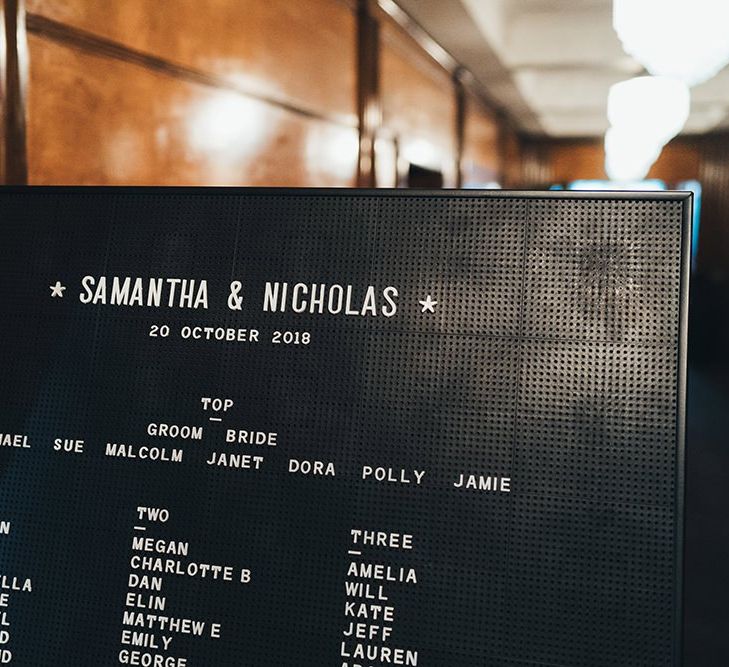 * SAMANTHA & NICHOLAS *
20 OCTOBER 2018
TOP
GROOM BRIDE
SUE MALCOLM JANET DORA POLLY JAMIE
TWO
MEGAN
CHARLOTTE B
DAN
ELIN
MATTHEW E
EMILY
GEORGE
THREE
AMELIA
WILL
KATE
JEFF
LAUREN